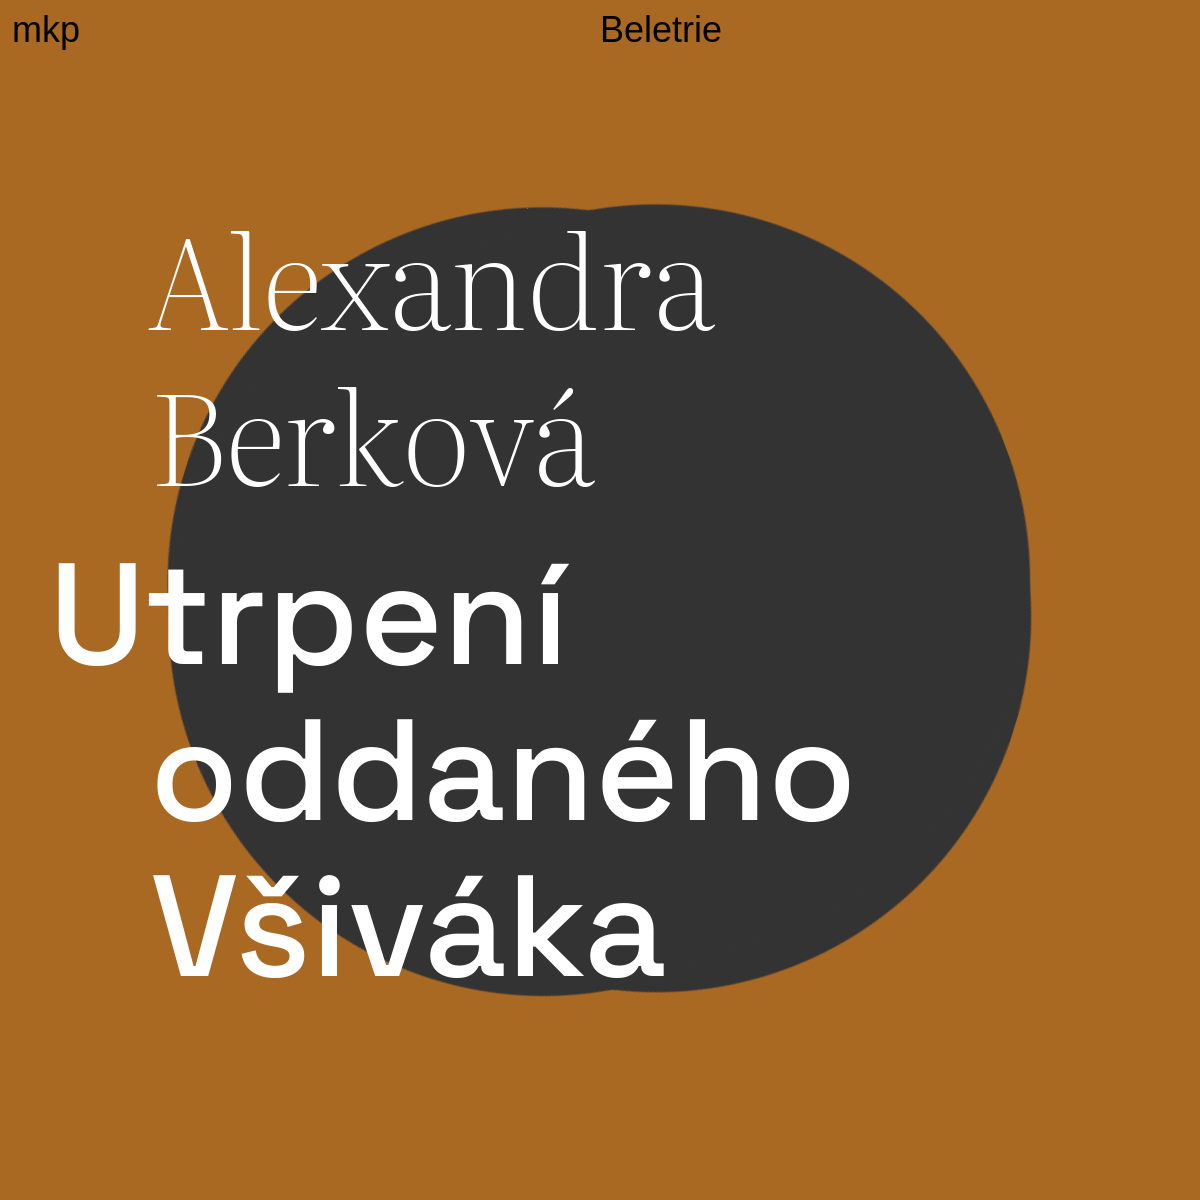 mkp
Beletrie
Alexandra
Berková
Utrpení
oddaného
Všiváka